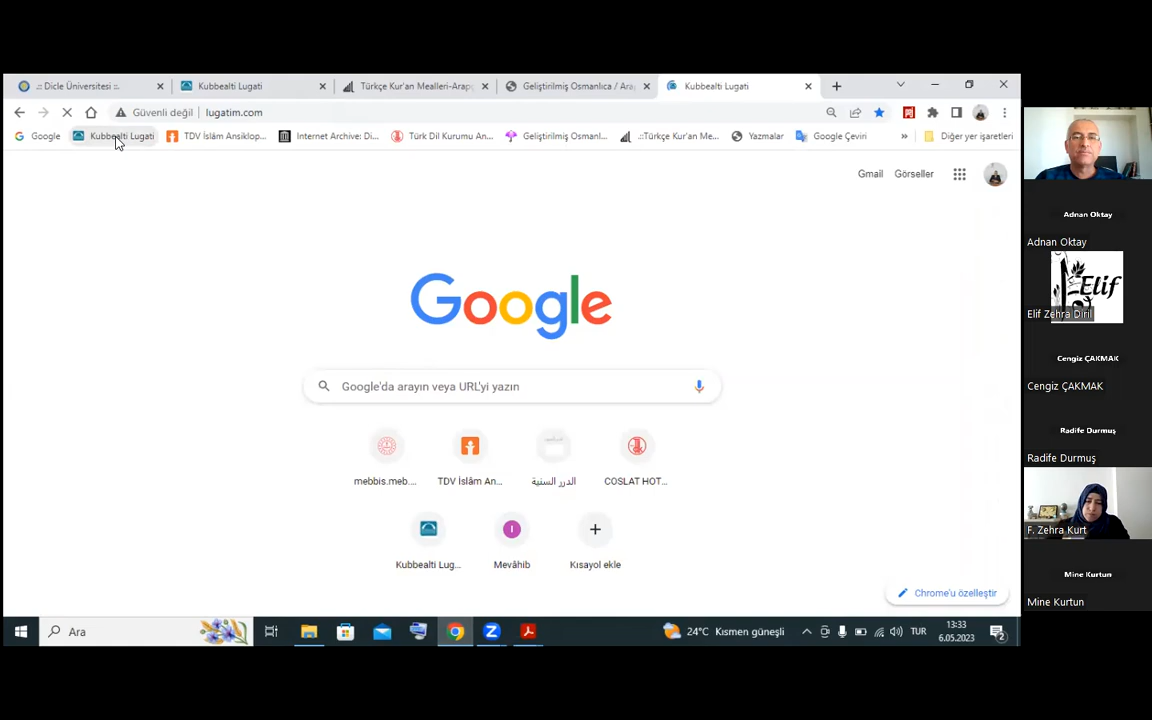 .:: Dicle Üniversitesi ::.
Kubbealti Lugati
Türkçe Kur'an Mealleri-Arap
Geliştirilmiş Osmanlıca / Ara
Kubbealti Lugati
Güvenli değil
lugatim.com
Google
Kubbealti Lugati
TDV İslâm Ansiklop...
Internet Archive: Di...
Türk Dil Kurumu An...
Geliştirilmiş Osmanl...
.::Türkçe Kur'an Me...
Yazmalar
Google Çeviri
»
Diğer yer işaretleri
Gmail
Görseller
Google
Google'da arayın veya URL'yi yazın
mebbis.meb....
TDV İslâm An...
الدرر السنية
COSLAT HOT...
Kubbealti Lug...
I
Mevâhib
Kısayol ekle
Chrome'u özelleştir
Ara
24°C Kısmen güneşli
TUR
13:33
6.05.2023
2
Adnan Oktay
Adnan Oktay
Elif
Elif Zehra Diril
Cengiz ÇAKMAK
Cengiz ÇAKMAK
Radife Durmuş
Radife Durmuş
F. Zehra Kurt
Mine Kurtun
Mine Kurtun